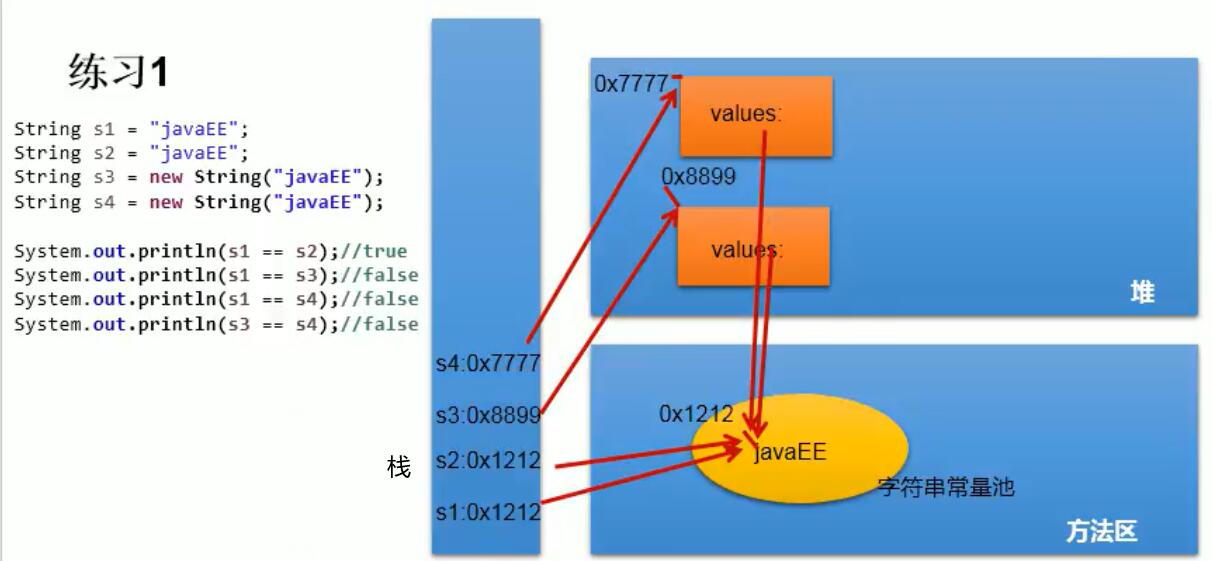 练习1
String s1 = "javaEE";
String s2 = "javaEE";
String s3 = new String("javaEE");
String s4 = new String("javaEE");
System.out.println(s1 == s2);//true
System.out.println(s1 == s3);//false
System.out.println(s1 == s4);//false
System.out.println(s3 == s4);//false
栈
s4:0x7777
s3:0x8899
s2:0x1212
s1:0x1212
0x7777
values:
0x8899
values:
堆
0x1212
javaEE
字符串常量池
方法区